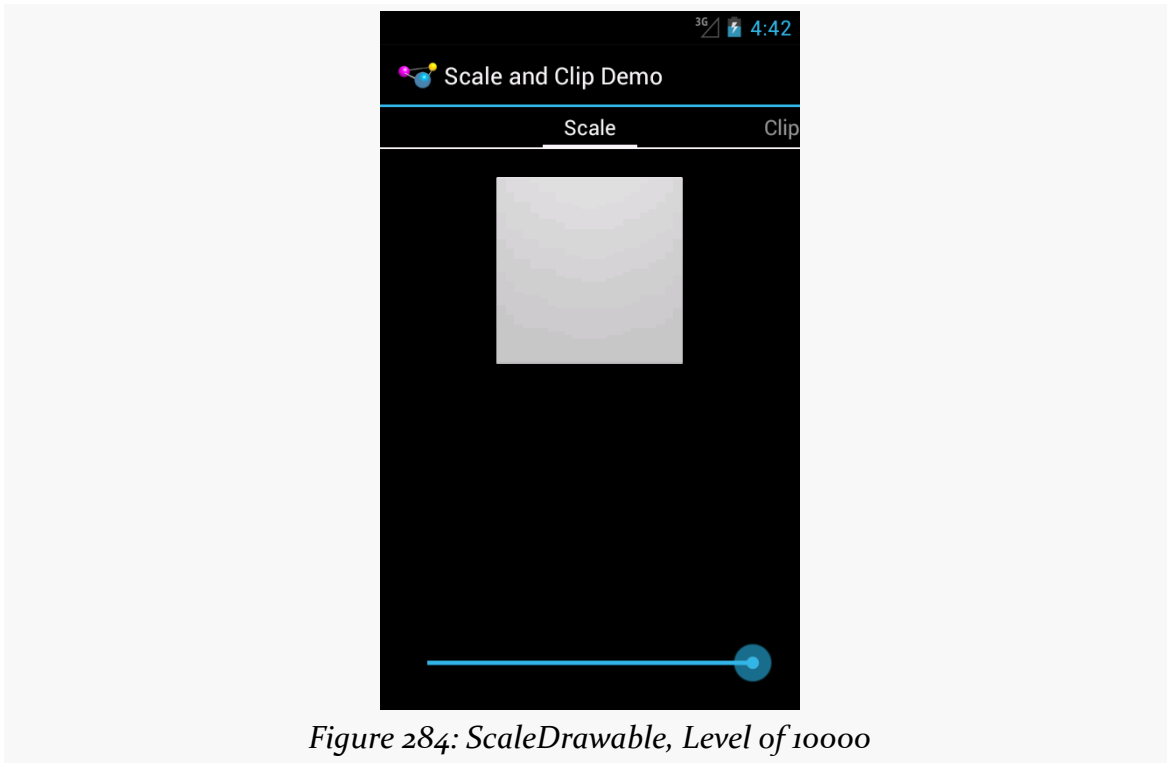 3G 4:42
Scale and Clip Demo
Scale Clip
Figure 284: ScaleDrawable, Level of 10000